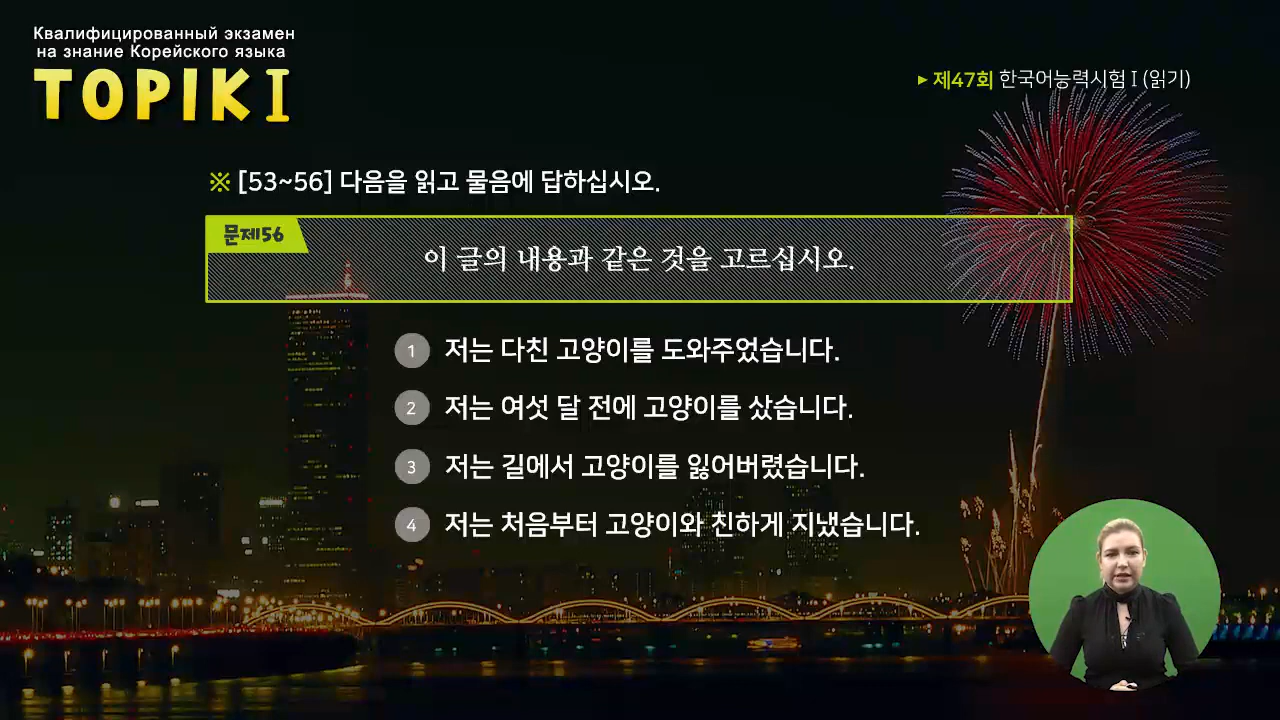 Квалифицированный экзамен
на знание Корейского языка
TOPIK I
▶ 제47회 한국어능력시험 I (읽기)
※ [53~56] 다음을 읽고 물음에 답하십시오.
문제56
이 글의 내용과 같은 것을 고르십시오.
1 저는 다친 고양이를 도와주었습니다.
2 저는 여섯 달 전에 고양이를 샀습니다.
3 저는 길에서 고양이를 잃어버렸습니다.
4 저는 처음부터 고양이와 친하게 지냈습니다.